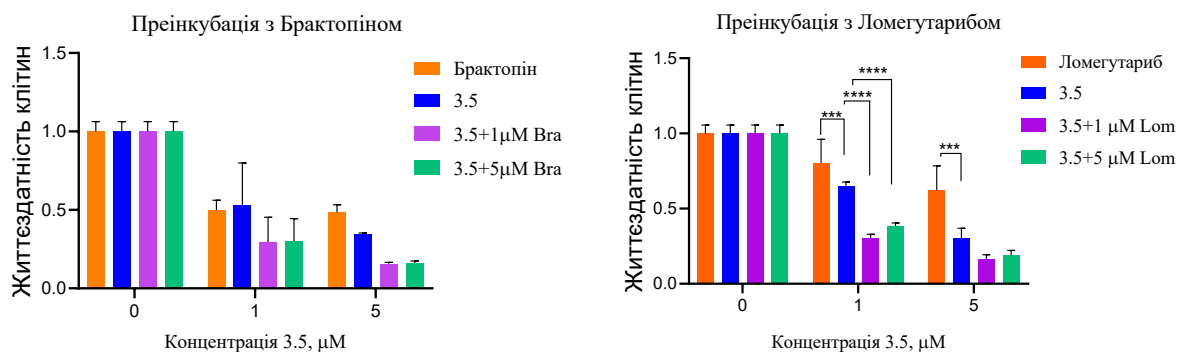 Преінкубація з Брактопіном
Життєздатність клітин
1.5
1.0
0.5
0.0
0
1
5
Концентрація 3.5, μM
Брактопін
3.5
3.5+1μM Bra
3.5+5μM Bra
Преінкубація з Ломегутарибом
Життєздатність клітин
1.5
1.0
0.5
0.0
0
1
5
Концентрація 3.5, μM
***
****
****
***
Ломегутариб
3.5
3.5+1 μM Lom
3.5+5 μM Lom